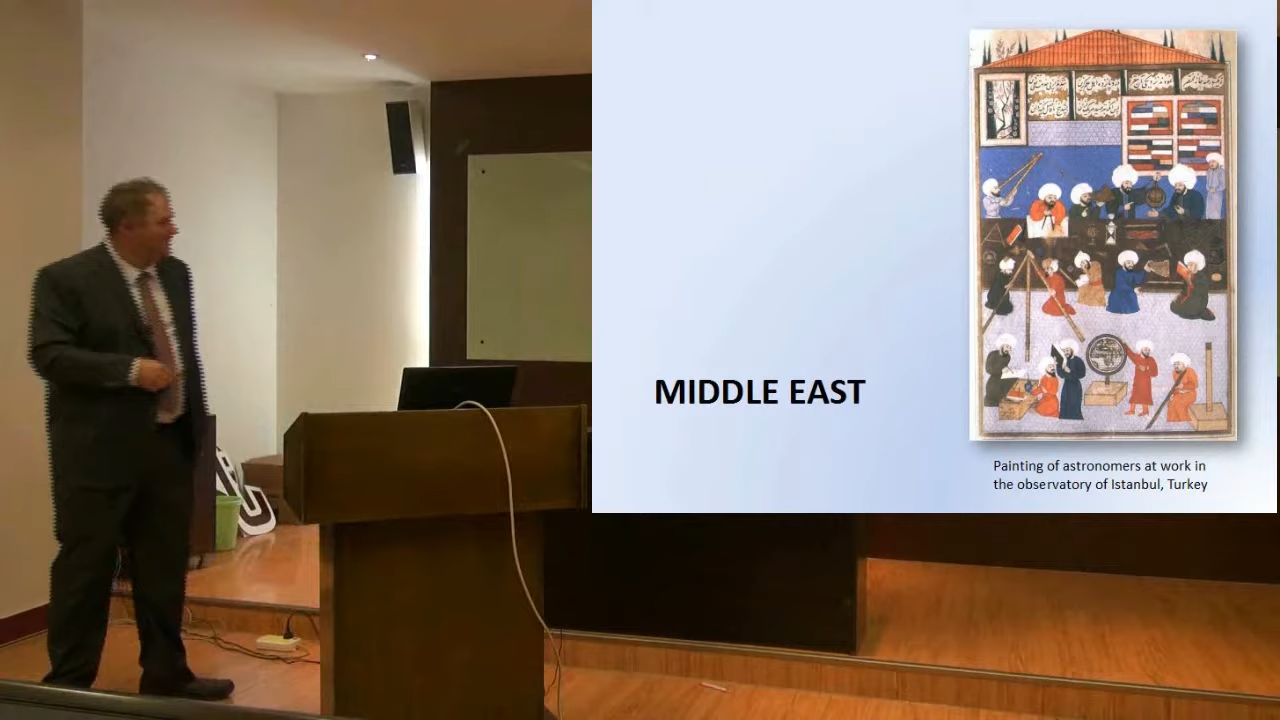 MIDDLE EAST
Painting of astronomers at work in
the observatory of Istanbul, Turkey